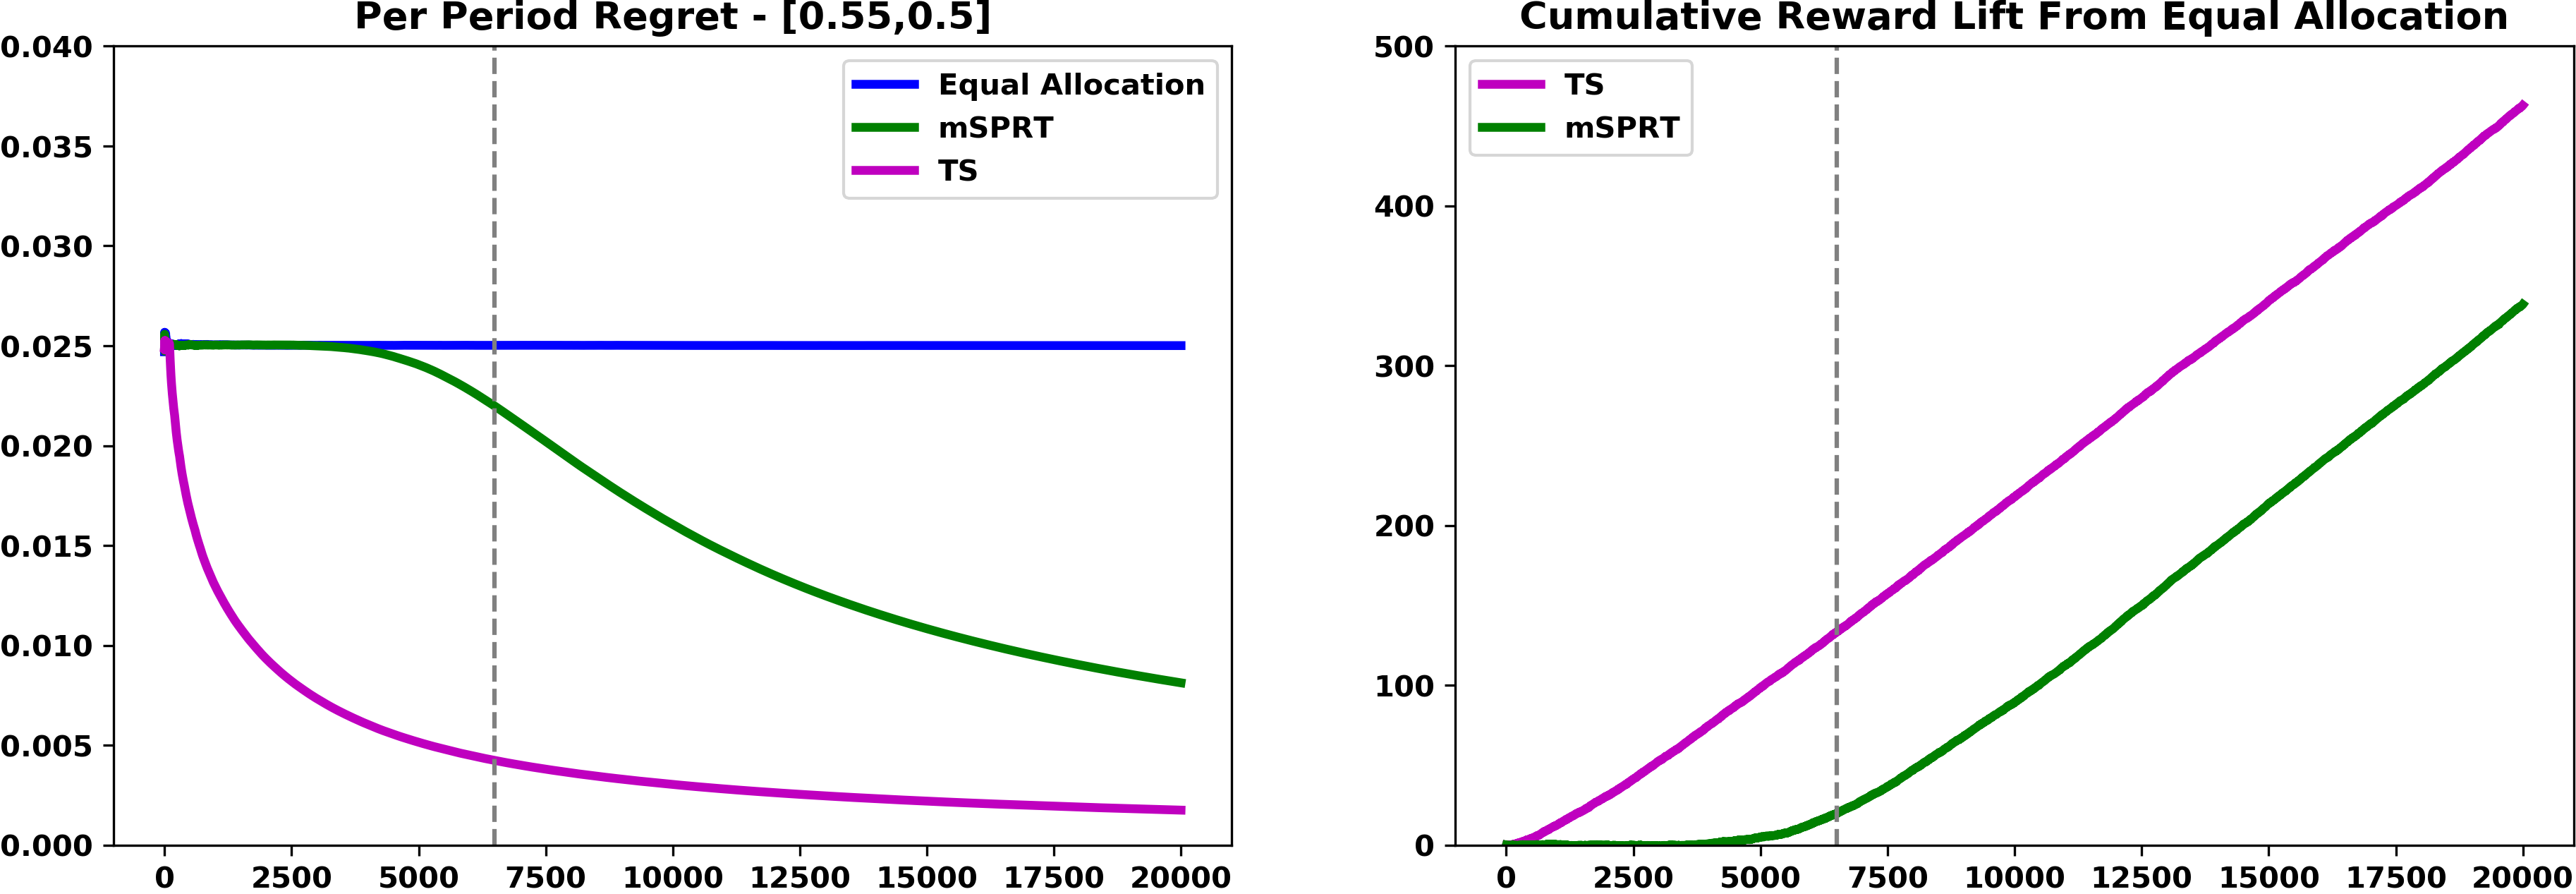 Per Period Regret - [0.55,0.5]
0.040
0.035
0.030
0.025
0.020
0.015
0.010
0.005
0.000
Equal Allocation
mSPRT
TS
0 2500 5000 7500 10000 12500 15000 17500 20000
Cumulative Reward Lift From Equal Allocation
500
400
300
200
100
0
TS
mSPRT
0 2500 5000 7500 10000 12500 15000 17500 20000